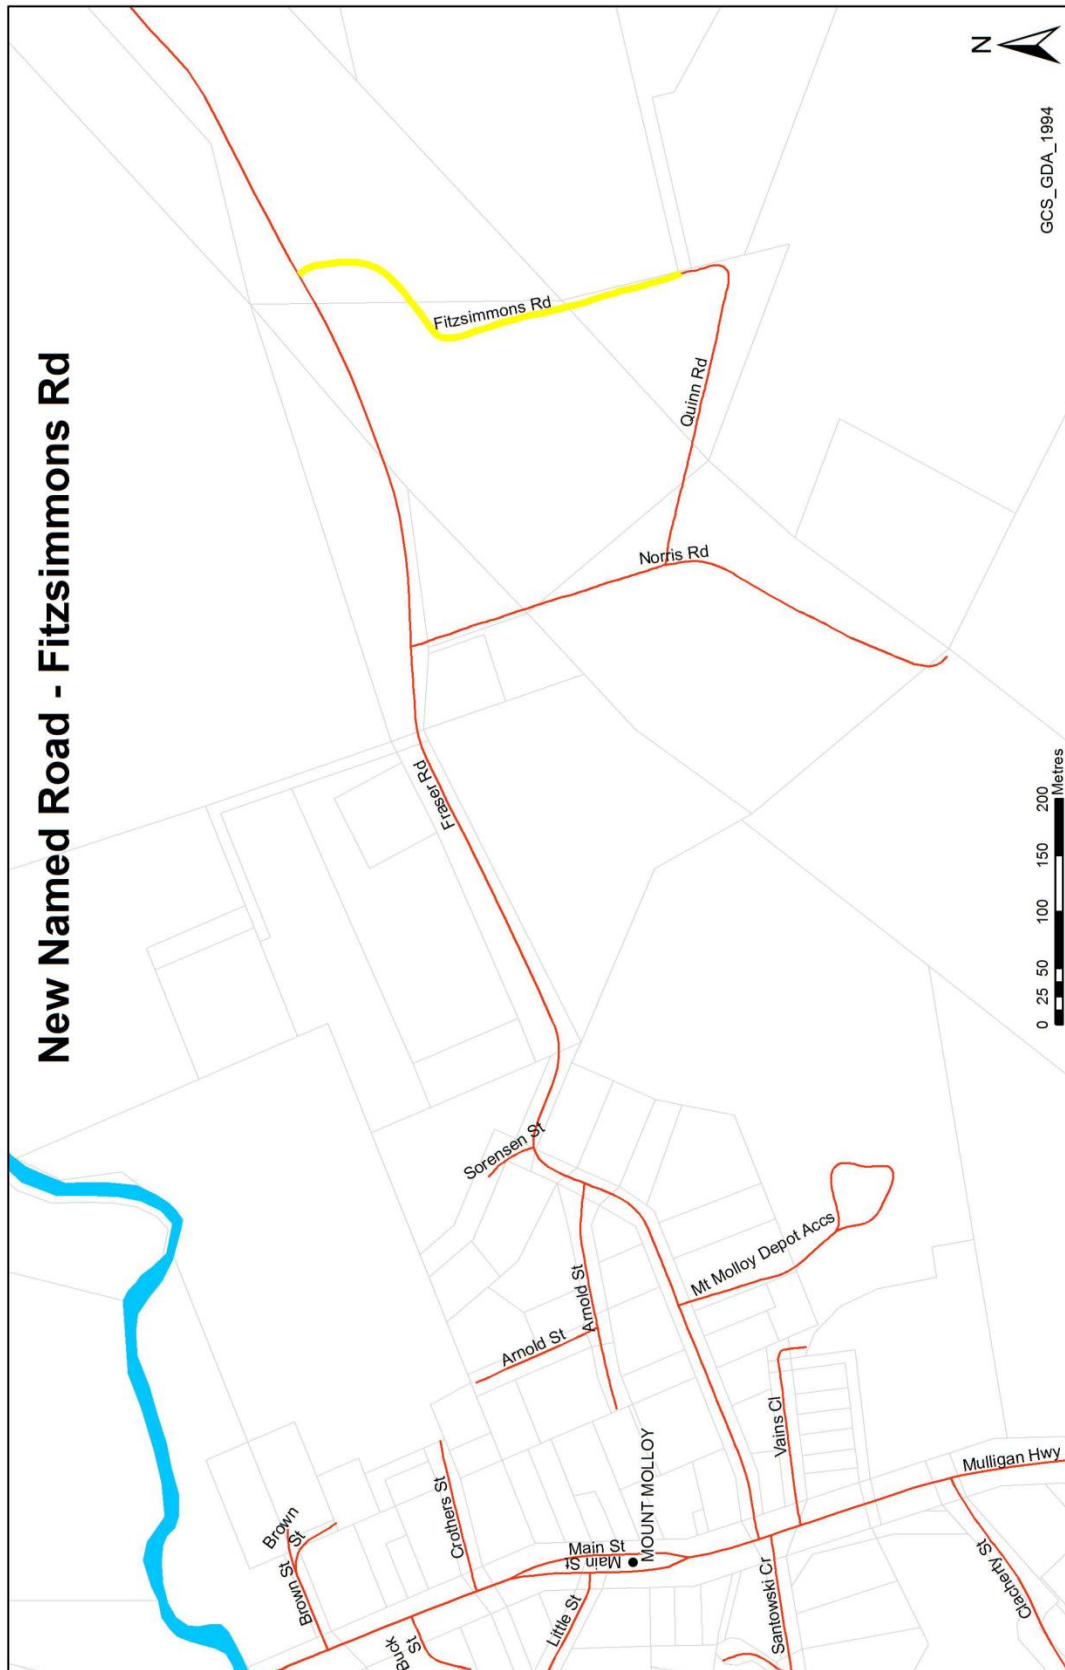 New Named Road - Fitzsimmons Rd
N
GCS_GDA_1994
Fitzsimmons Rd
Quinn Rd
Norris Rd
Fraser Rd
Sorensen St
Arnold St
Arnold St
Mt Molloy Depot Accs
Vains Cl
Mulligan Hwy
Crothers St
Brown
St
Brown St
Main St
Main St
MOUNT MOLLOY
Little St
Buck
St
Santowski Cr
Clacherty St
0 25 50 100 150 200
Metres